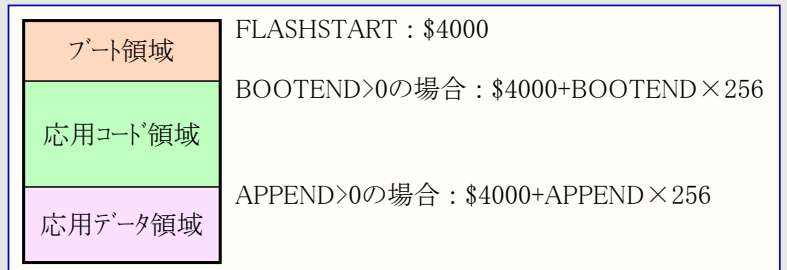 ブート領域
FLASHSTART : $4000
BOOTEND>0の場合 : $4000+BOOTEND×256
応用コード領域
APPEND>0の場合 : $4000+APPEND×256
応用データ領域